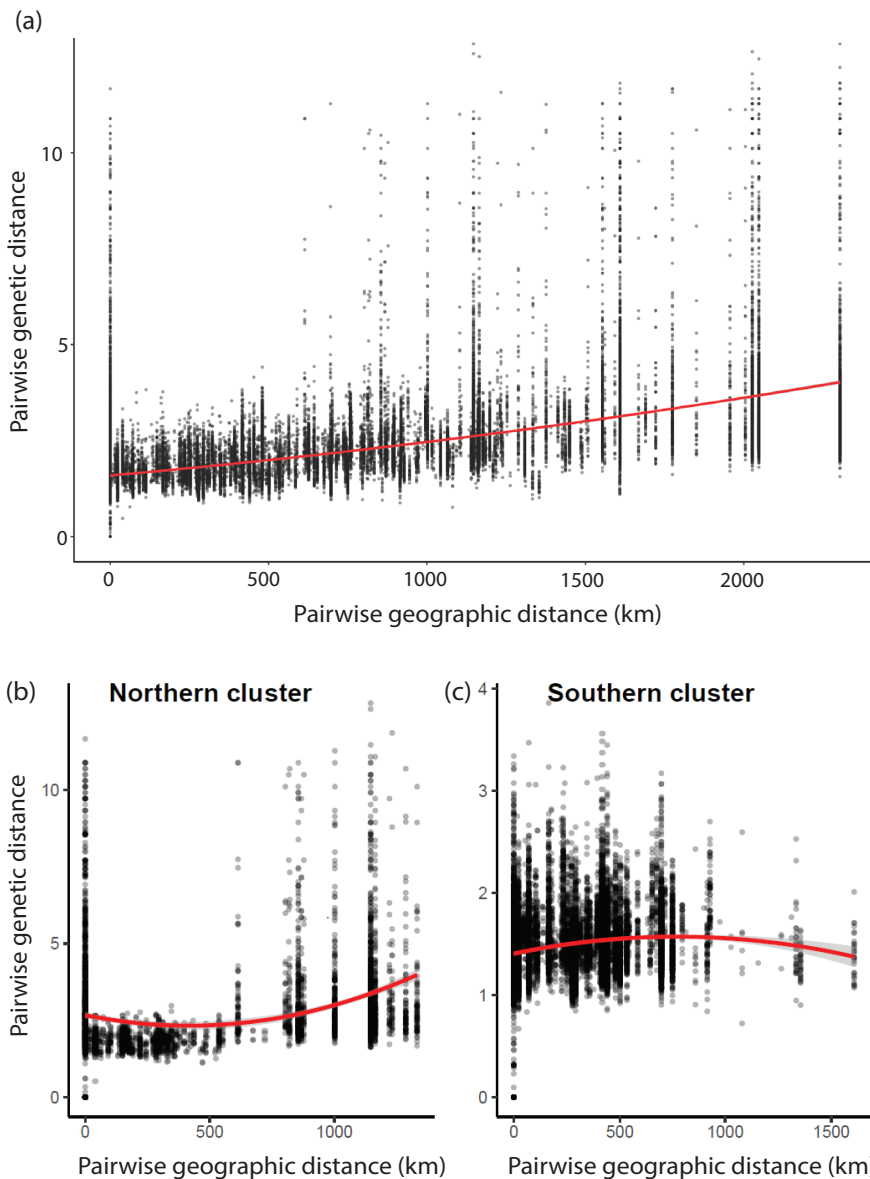 (a)
10
5
0
Pairwise genetic distance
0 500 1000 1500 2000
Pairwise geographic distance (km)
(b) Northern cluster
10
5
0
Pairwise genetic distance
0 500 1000
Pairwise geographic distance (km)
(c) Southern cluster
4
3
2
1
0
0 500 1000 1500
Pairwise geographic distance (km)